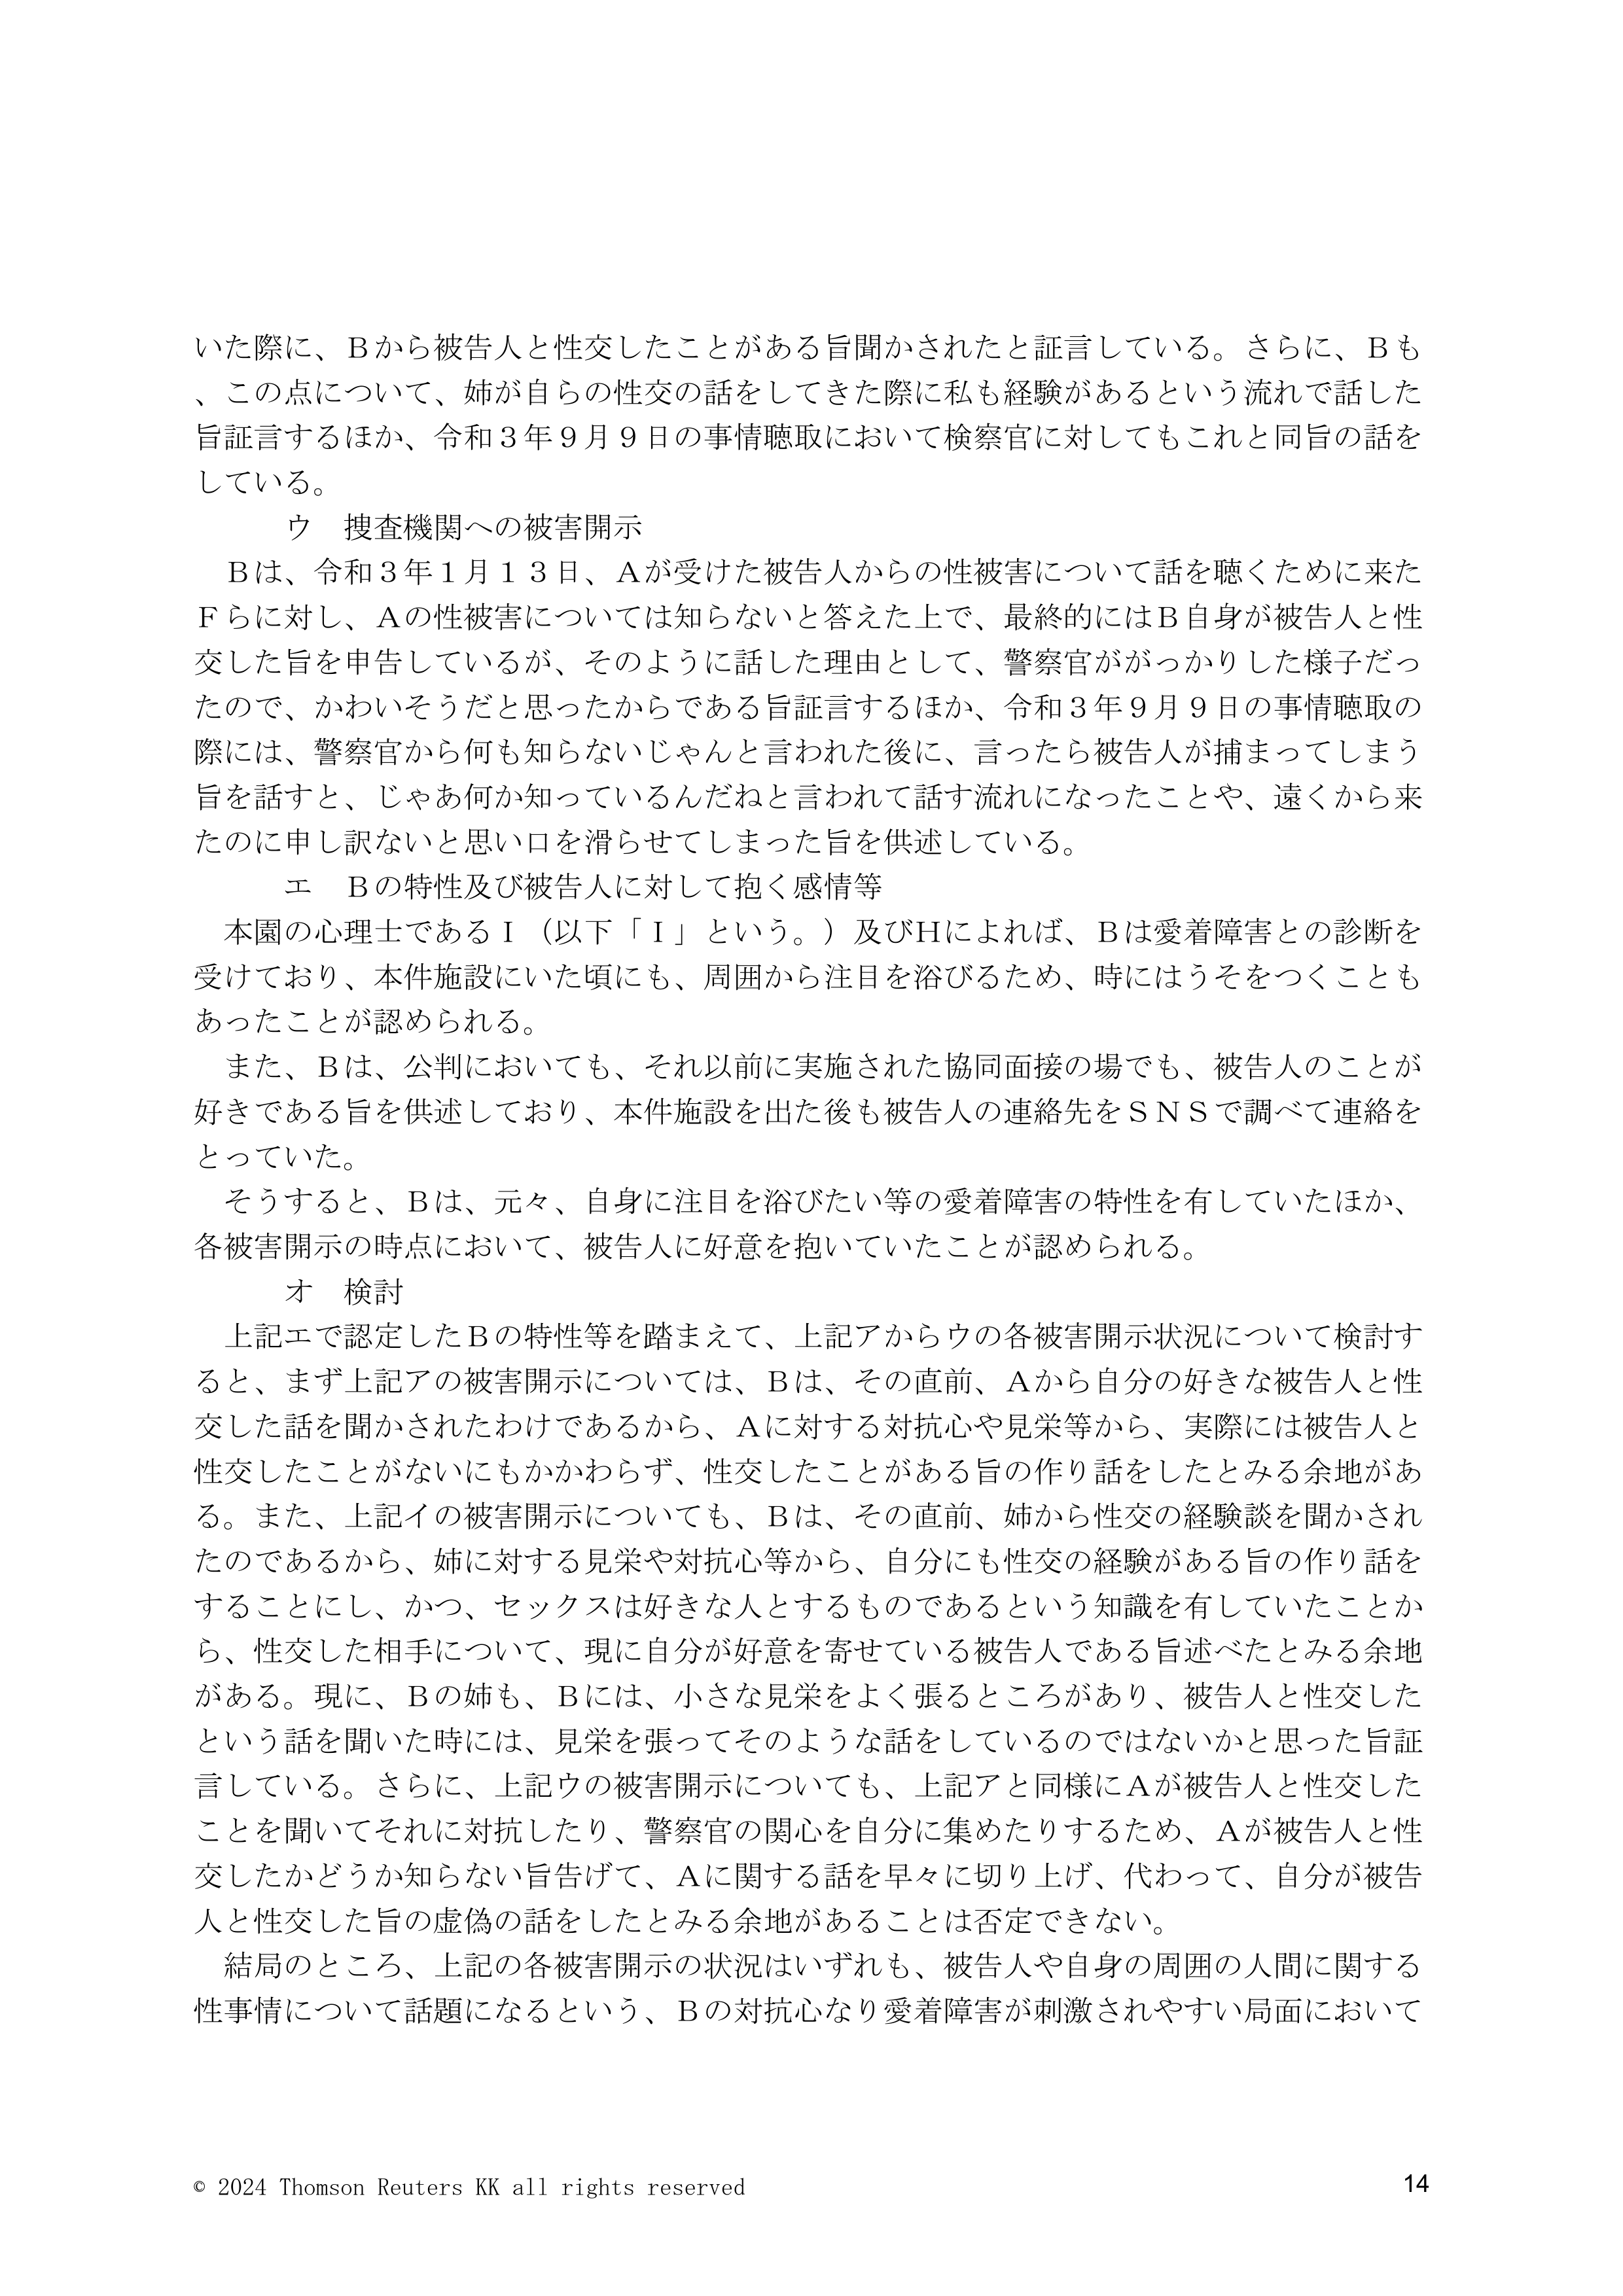 いた際に、Ｂから被告人と性交したことがある旨聞かされたと証言している。さらに、Ｂも
、この点について、姉が自らの性交の話をしてきた際に私も経験があるという流れで話した
旨証言するほか、令和３年９月９日の事情聴取において検察官に対してもこれと同旨の話を
している。
ウ　捜査機関への被害開示
Ｂは、令和３年１月１３日、Ａが受けた被告人からの性被害について話を聴くために来た
Ｆらに対し、Ａの性被害については知らないと答えた上で、最終的にはＢ自身が被告人と性
交した旨を申告しているが、そのように話した理由として、警察官ががっかりした様子だっ
たので、かわいそうだと思ったからである旨証言するほか、令和３年９月９日の事情聴取の
際には、警察官から何も知らないじゃんと言われた後に、言ったら被告人が捕まってしまう
旨を話すと、じゃあ何か知っているんだねと言われて話す流れになったことや、遠くから来
たのに申し訳ないと思い口を滑らせてしまった旨を供述している。
エ　Ｂの特性及び被告人に対して抱く感情等
本園の心理士であるＩ（以下「Ｉ」という。）及びＨによれば、Ｂは愛着障害との診断を
受けており、本件施設にいた頃にも、周囲から注目を浴びるため、時にはうそをつくことも
あったことが認められる。
また、Ｂは、公判においても、それ以前に実施された協同面接の場でも、被告人のことが
好きである旨を供述しており、本件施設を出た後も被告人の連絡先をＳＮＳで調べて連絡を
とっていた。
そうすると、Ｂは、元々、自身に注目を浴びたい等の愛着障害の特性を有していたほか、
各被害開示の時点において、被告人に好意を抱いていたことが認められる。
オ　検討
上記エで認定したＢの特性等を踏まえて、上記アからウの各被害開示状況について検討す
ると、まず上記アの被害開示については、Ｂは、その直前、Ａから自分の好きな被告人と性
交した話を聞かされたわけであるから、Ａに対する対抗心や見栄等から、実際には被告人と
性交したことがないにもかかわらず、性交したことがある旨の作り話をしたとみる余地があ
る。また、上記イの被害開示についても、Ｂは、その直前、姉から性交の経験談を聞かされ
たのであるから、姉に対する見栄や対抗心等から、自分にも性交の経験がある旨の作り話を
することにし、かつ、セックスは好きな人とするものであるという知識を有していたことか
ら、性交した相手について、現に自分が好意を寄せている被告人である旨述べたとみる余地
がある。現に、Ｂの姉も、Ｂには、小さな見栄をよく張るところがあり、被告人と性交した
という話を聞いた時には、見栄を張ってそのような話をしているのではないかと思った旨証
言している。さらに、上記ウの被害開示についても、上記アと同様にＡが被告人と性交した
ことを聞いてそれに対抗したり、警察官の関心を自分に集めたりするため、Ａが被告人と性
交したかどうか知らない旨告げて、Ａに関する話を早々に切り上げ、代わって、自分が被告
人と性交した旨の虚偽の話をしたとみる余地があることは否定できない。
結局のところ、上記の各被害開示の状況はいずれも、被告人や自身の周囲の人間に関する
性事情について話題になるという、Ｂの対抗心なり愛着障害が刺激されやすい局面において
© 2024 Thomson Reuters KK all rights reserved
14